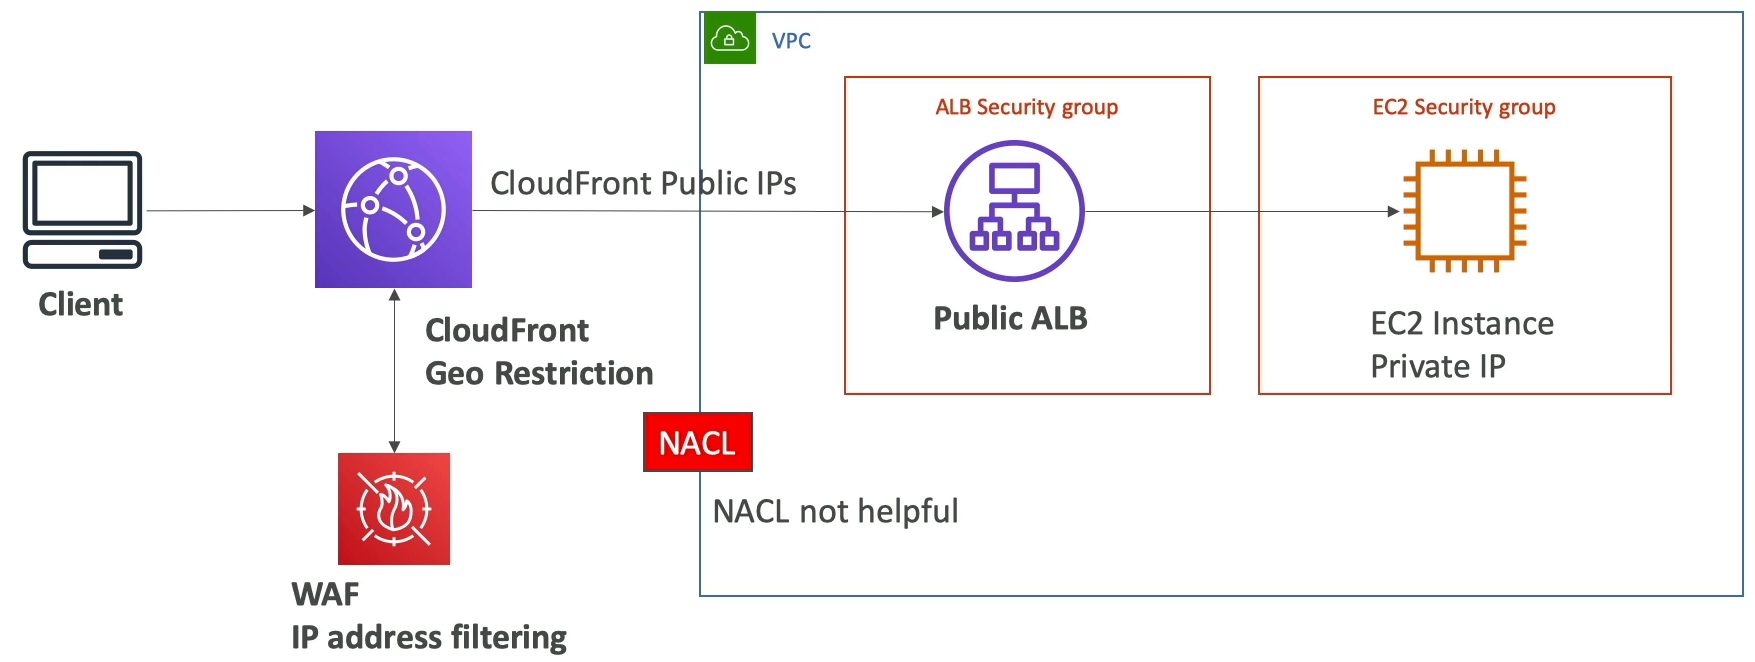 VPC
ALB Security group
EC2 Security group
CloudFront Public IPs
Client
Public ALB
EC2 Instance
Private IP
CloudFront
Geo Restriction
NACL
NACL not helpful
WAF
IP address filtering